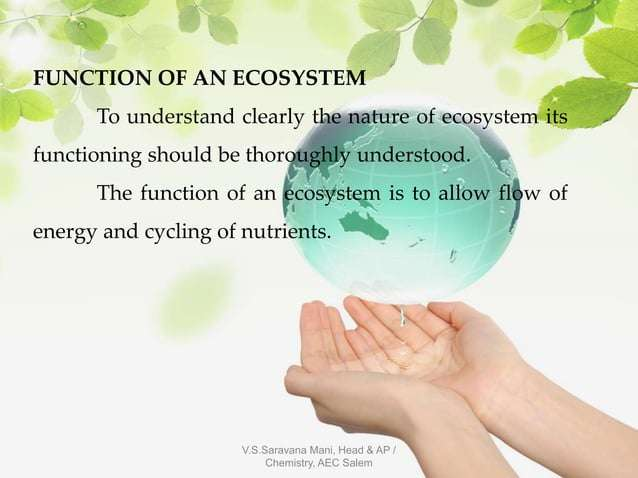 FUNCTION OF AN ECOSYSTEM
To understand clearly the nature of ecosystem its
functioning should be thoroughly understood.
The function of an ecosystem is to allow flow of
energy and cycling of nutrients.
V.S.Saravana Mani, Head & AP /
Chemistry, AEC Salem